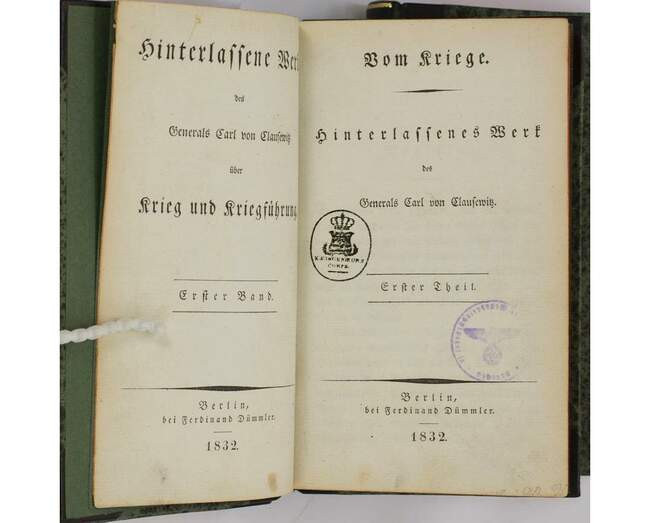 Hinterlassene Wer
des
Generals Carl von Clausewitz
über
Krieg und Kriegführung
Erster Band.
Berlin,
bei Ferdinand Dümmler.
1832.
Vom Kriege.
Hinterlassenes Werk
des
Generals Carl von Clausewitz.
Erster Theil.
Berlin,
bei Ferdinand Dümmler.
1832.